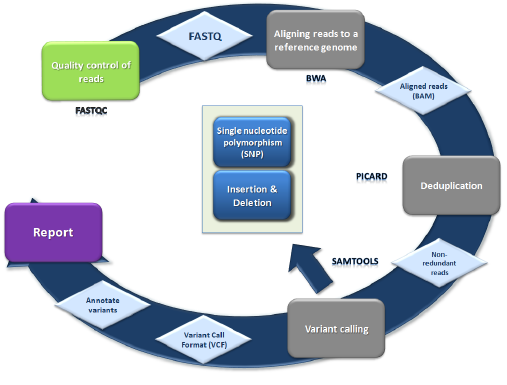 Quality control of
reads
FASTQC
FASTQ
Aligning reads to a
reference genome
BWA
Aligned reads
(BAM)
PICARD
Deduplication
Non-
redundant
reads
SAMTOOLS
Variant calling
Single nucleotide
polymorphism
(SNP)
Insertion &
Deletion
Variant Call
Format (VCF)
Annotate
variants
Report